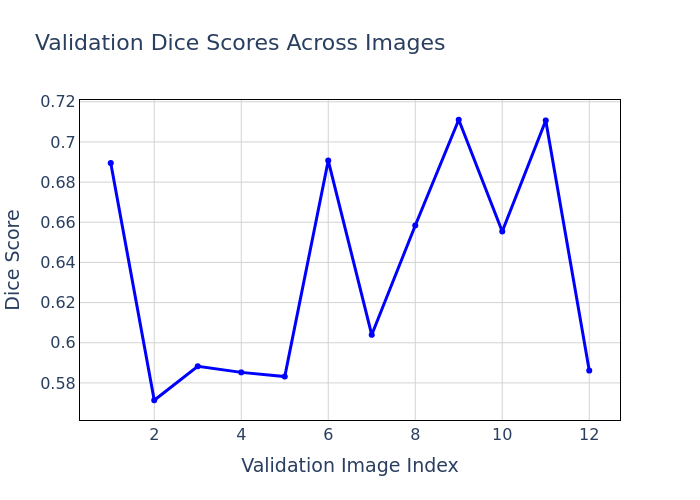 Validation Dice Scores Across Images
Dice Score
0.72
0.7
0.68
0.66
0.64
0.62
0.6
0.58
2 4 6 8 10 12
Validation Image Index